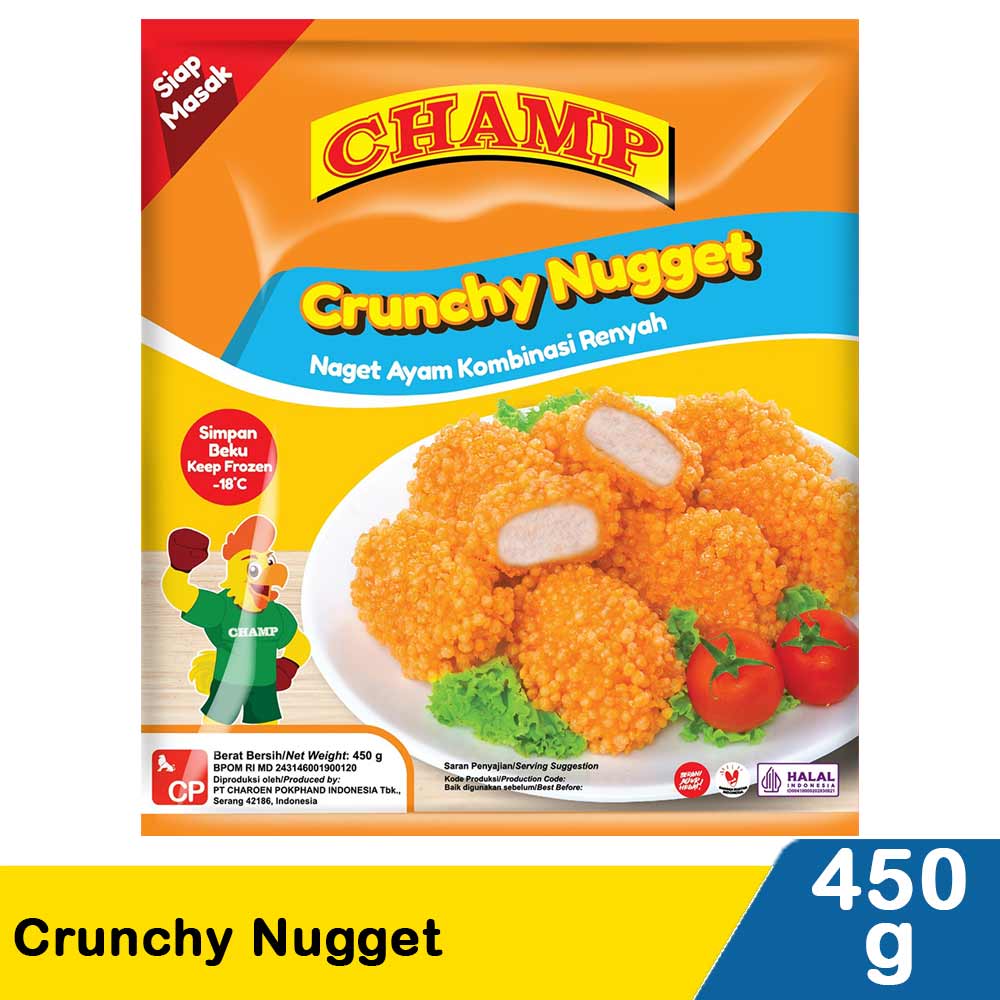 Siap
Masak
CHAMP
Crunchy Nugget
Naget Ayam Kombinasi Renyah
Simpan
Beku
Keep Frozen
-18°C
CHAMP
CP
Berat Bersih/Net Weight: 450 g
BPOM RI MD 24314600190​0120
Diproduksi oleh/Produced by:
PT CHAROEN POKPHAND INDONESIA Tbk.,
Serang 42186, Indonesia
Saran Penyajian/Serving Suggestion
Kode Produksi/Production Code:
Baik digunakan sebelum/Best Before:
HALAL
INDONESIA
Crunchy Nugget
450
g